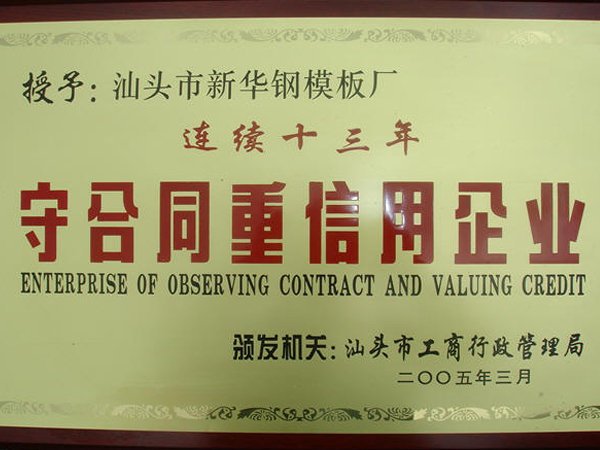 授予：汕头市新华钢模板厂
连续十三年
守合同重信用企业
ENTERPRISE OF OBSERVING CONTRACT AND VALUING CREDIT
颁发机关：汕头市工商行政管理局
二〇〇五年三月